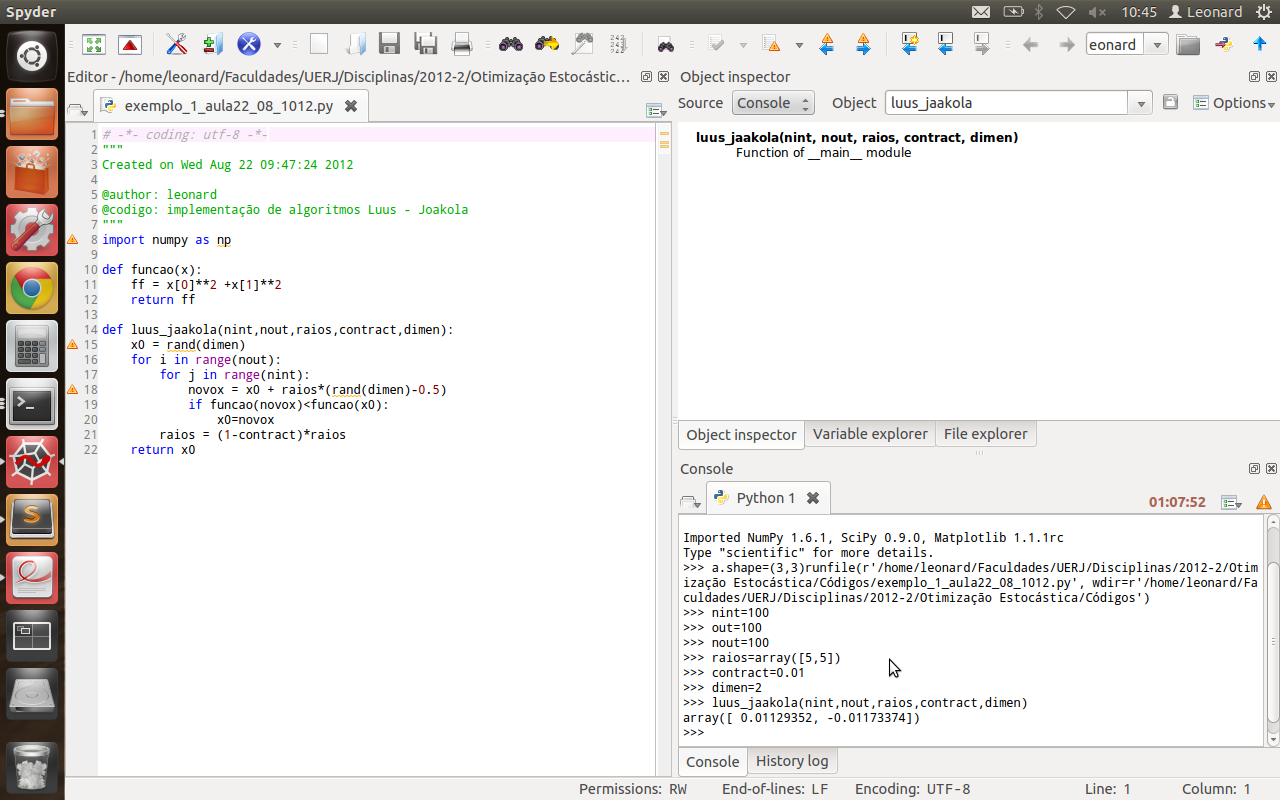 Spyder
10:45
Leonard
Editor - /home/leonard/Faculdades/UERJ/Disciplinas/2012-2/Otimização Estocástic...
exemplo_1_aula22_08_1012.py
1 # -*- coding: utf-8 -*-
2 """
3 Created on Wed Aug 22 09:47:24 2012
4
5 @author: leonard
6 @codigo: implementação de algoritmos Luus - Joakola
7 """
8 import numpy as np
9
10 def funcao(x):
11     ff = x[0]**2 +x[1]**2
12     return ff
13
14 def luus_jaakola(nint,nout,raios,contract,dimen):
15     x0 = rand(dimen)
16     for i in range(nout):
17         for j in range(nint):
18             novox = x0 + raios*(rand(dimen)-0.5)
19             if funcao(novox)<funcao(x0):
20                 x0=novox
21         raios = (1-contract)*raios
22     return x0
eonard
Object inspector
Source Console Object luus_jaakola Options
luus_jaakola(nint, nout, raios, contract, dimen)
Function of __main__ module
Object inspector Variable explorer File explorer
Console
Python 1
01:07:52
Imported NumPy 1.6.1, SciPy 0.9.0, Matplotlib 1.1.1rc
Type "scientific" for more details.
>>> a.shape=(3,3)runfile(r'/home/leonard/Faculdades/UERJ/Disciplinas/2012-2/Otim
ização Estocástica/Códigos/exemplo_1_aula22_08_1012.py', wdir=r'/home/leonard/Fa
culdades/UERJ/Disciplinas/2012-2/Otimização Estocástica/Códigos')
>>> nint=100
>>> out=100
>>> nout=100
>>> raios=array([5,5])
>>> contract=0.01
>>> dimen=2
>>> luus_jaakola(nint,nout,raios,contract,dimen)
array([ 0.01129352, -0.01173374])
>>>
Console History log
Permissions: RW End-of-lines: LF Encoding: UTF-8 Line: 1 Column: 1